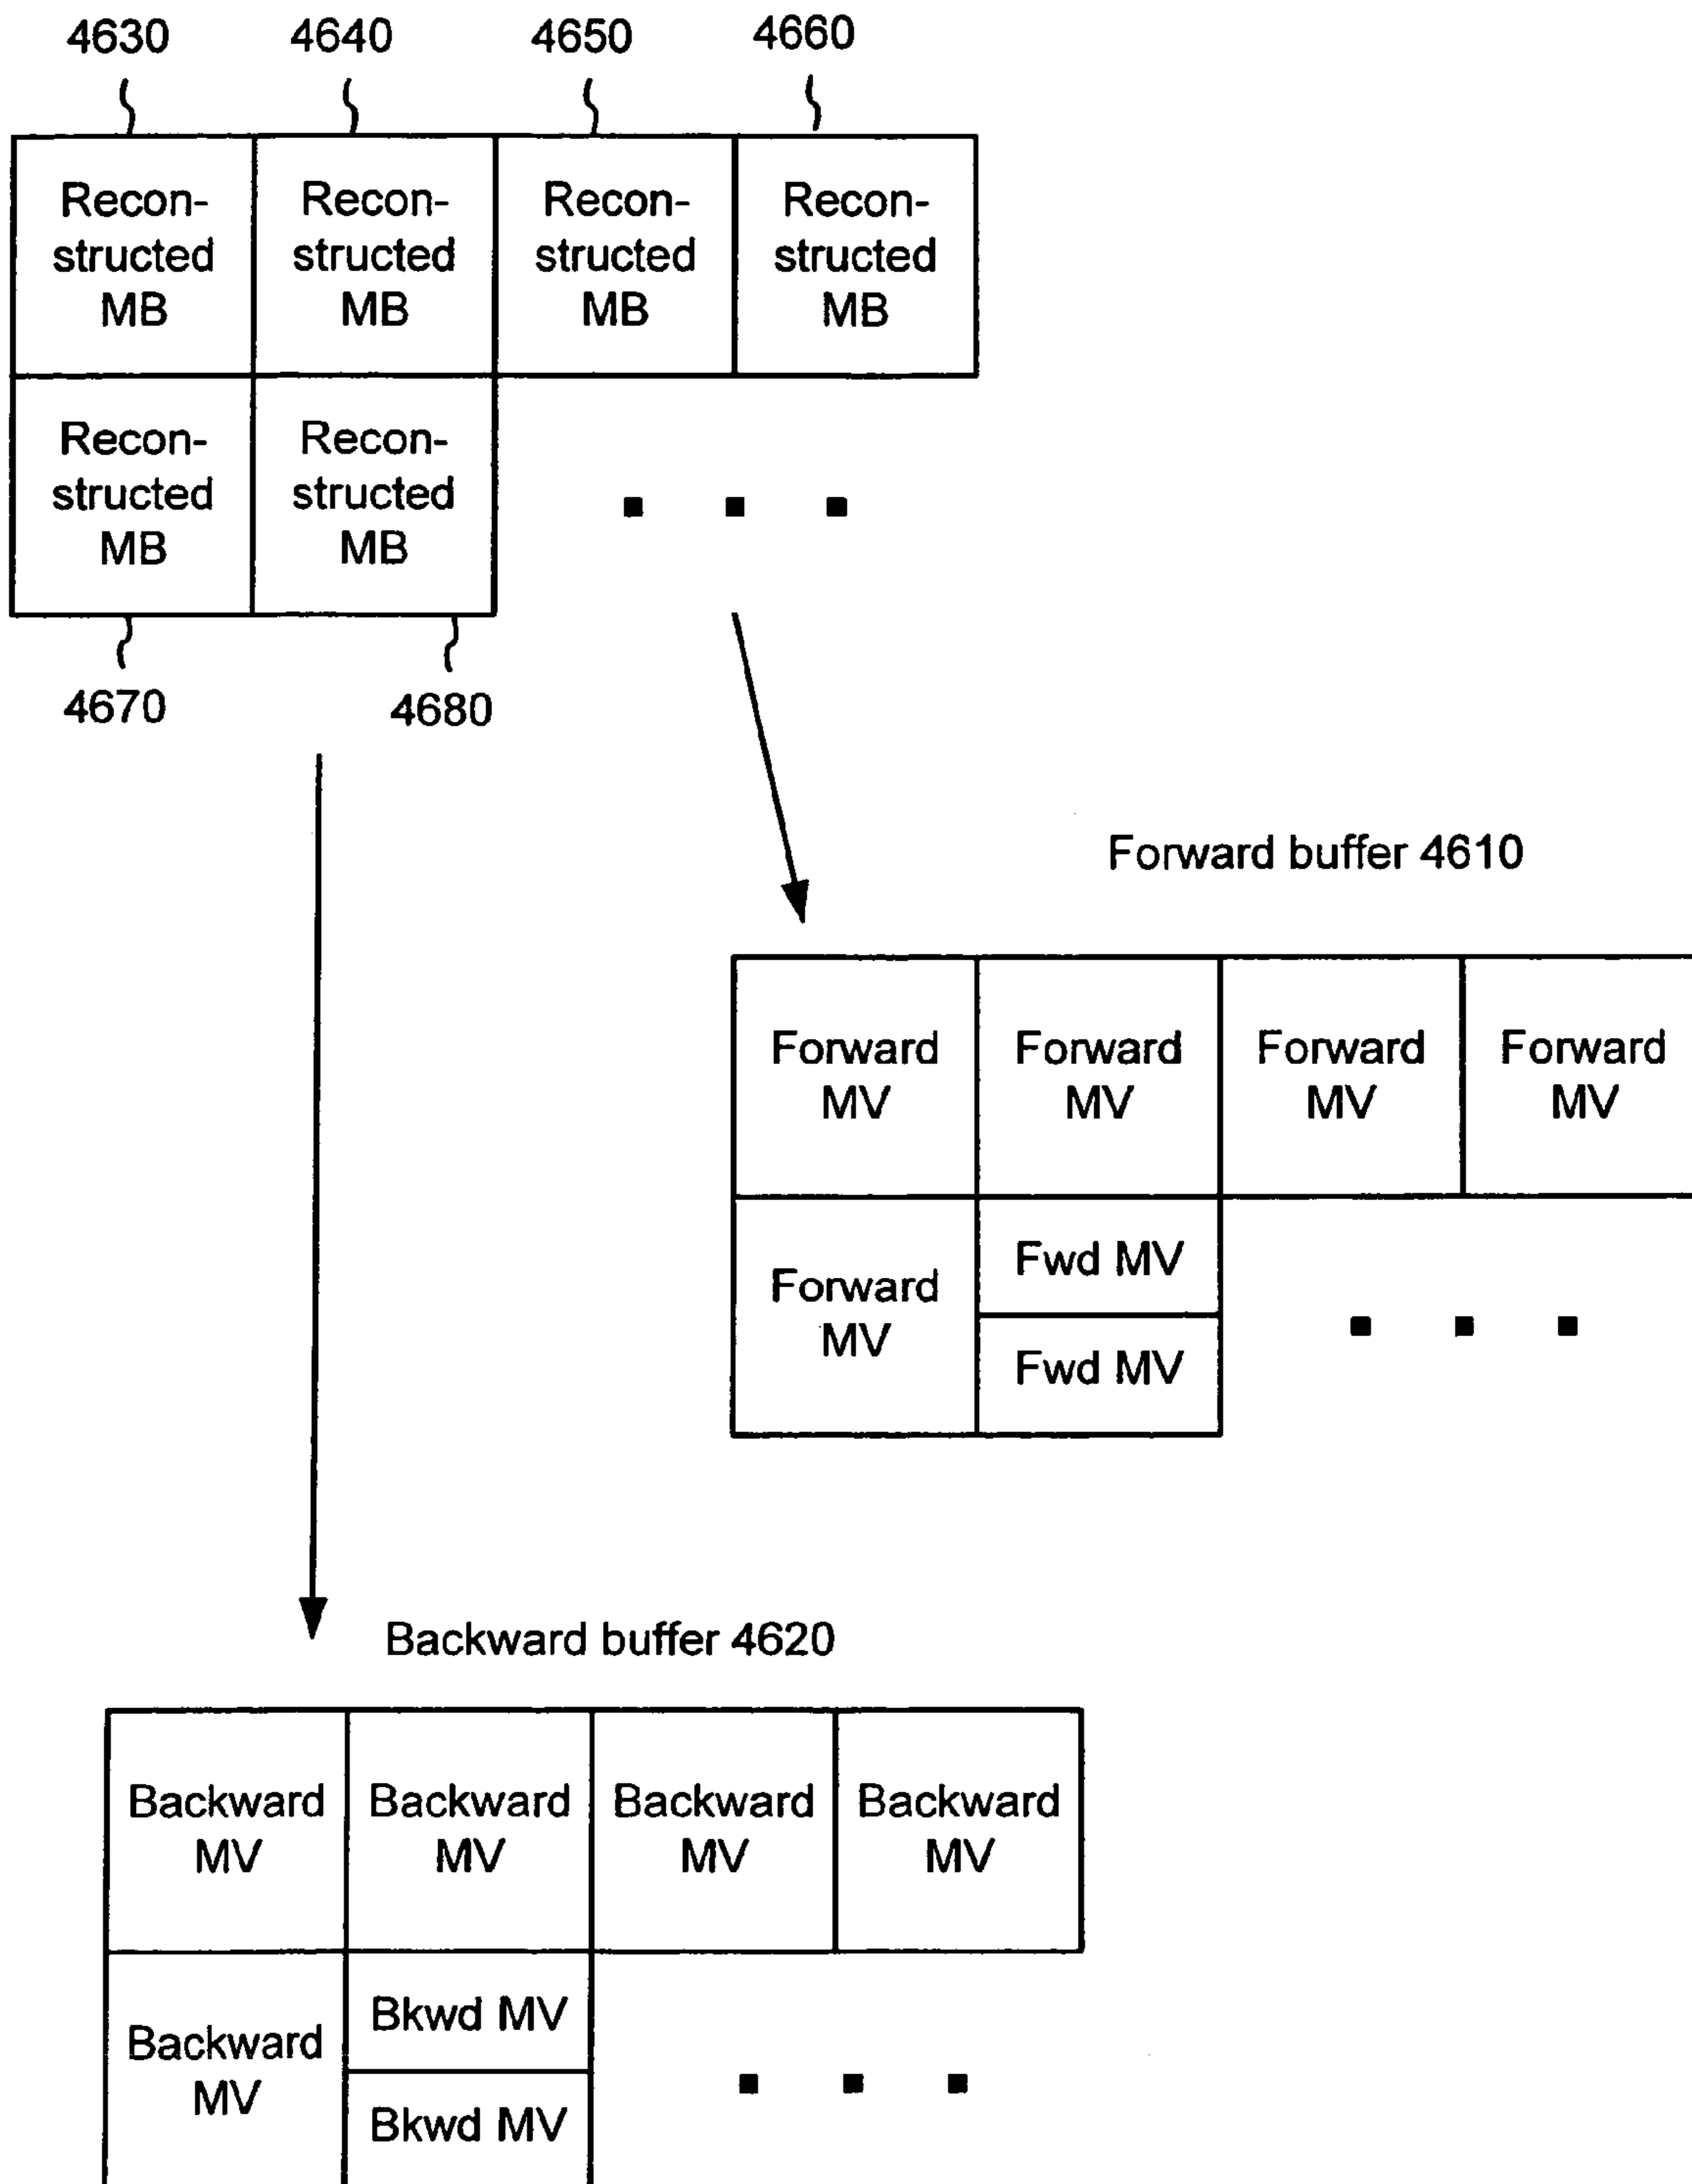 4630 4640 4650 4660
Recon-
structed
MB
Recon-
structed
MB
Recon-
structed
MB
Recon-
structed
MB
Recon-
structed
MB
Recon-
structed
MB
4670 4680
Forward buffer 4610
Forward
MV
Forward
MV
Forward
MV
Forward
MV
Forward
MV
Fwd MV
Fwd MV
Backward buffer 4620
Backward
MV
Backward
MV
Backward
MV
Backward
MV
Backward
MV
Bkwd MV
Bkwd MV